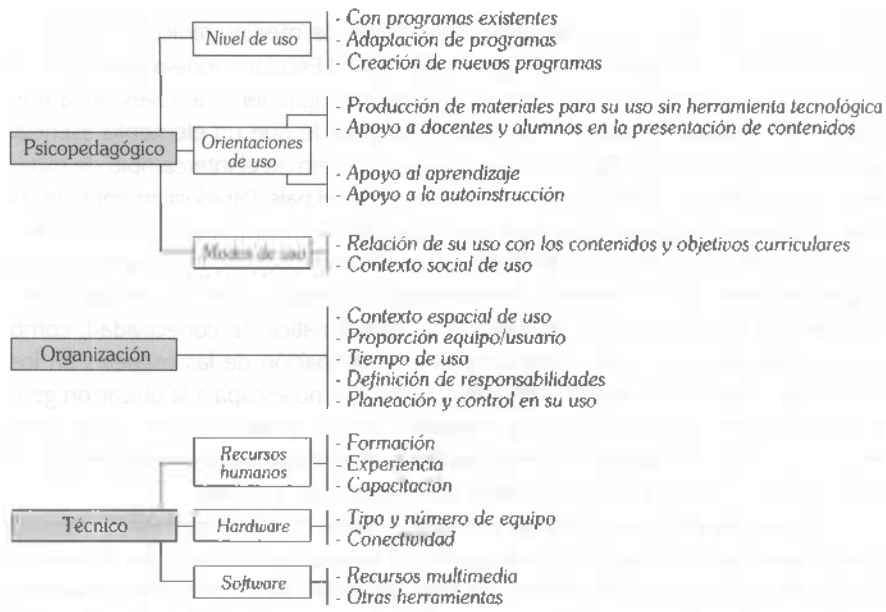 Psicopedagógico
Nivel de uso
- Con programas existentes
- Adaptación de programas
- Creación de nuevos programas
Orientaciones
de uso
- Producción de materiales para su uso sin herramienta tecnológica
- Apoyo a docentes y alumnos en la presentación de contenidos
- Apoyo al aprendizaje
- Apoyo a la autoinstrucción
Modos de uso
- Relación de su uso con los contenidos y objetivos curriculares
- Contexto social de uso
Organización
- Contexto espacial de uso
- Proporción equipo/usuario
- Tiempo de uso
- Definición de responsabilidades
- Planeación y control en su uso
Técnico
Recursos
humanos
- Formación
- Experiencia
- Capacitación
Hardware
- Tipo y número de equipo
- Conectividad
Software
- Recursos multimedia
- Otras herramientas